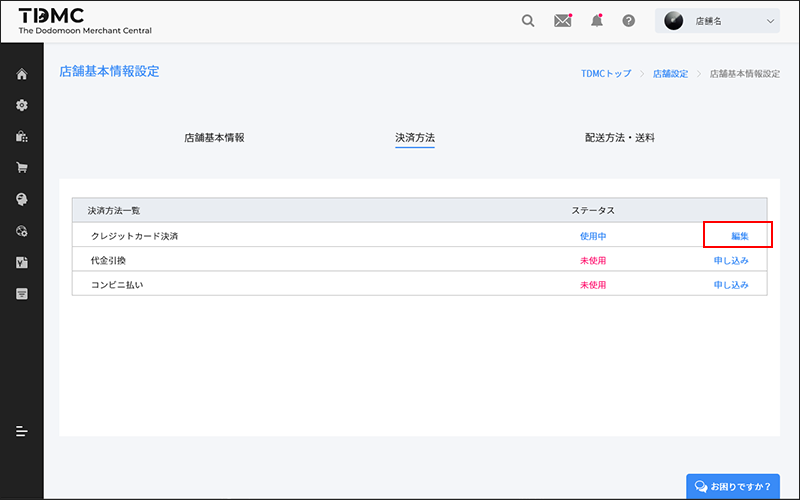 TDMC
The Dodomoon Merchant Central
店舗名
店舗基本情報設定
TDMCトップ
店舗設定
店舗基本情報設定
店舗基本情報
決済方法
配送方法・送料
決済方法一覧
ステータス
クレジットカード決済
使用中
編集
代金引換
未使用
申し込み
コンビニ払い
未使用
申し込み
お困りですか？